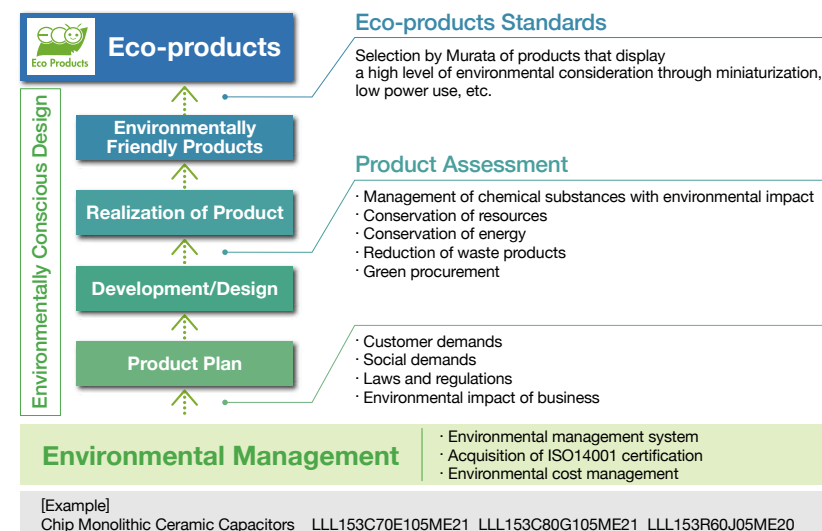 Eco Products
Eco-products
Eco-products Standards
Selection by Murata of products that display
a high level of environmental consideration through miniaturization,
low power use, etc.
Environmentally Conscious Design
Environmentally
Friendly Products
Product Assessment
· Management of chemical substances with environmental impact
· Conservation of resources
· Conservation of energy
· Reduction of waste products
· Green procurement
Realization of Product
Development/Design
· Customer demands
· Social demands
· Laws and regulations
· Environmental impact of business
Product Plan
Environmental Management
· Environmental management system
· Acquisition of ISO14001 certification
· Environmental cost management
[Example]
Chip Monolithic Ceramic Capacitors LLL153C70E105ME21 LLL153C80G105ME21 LLL153R60J05ME20